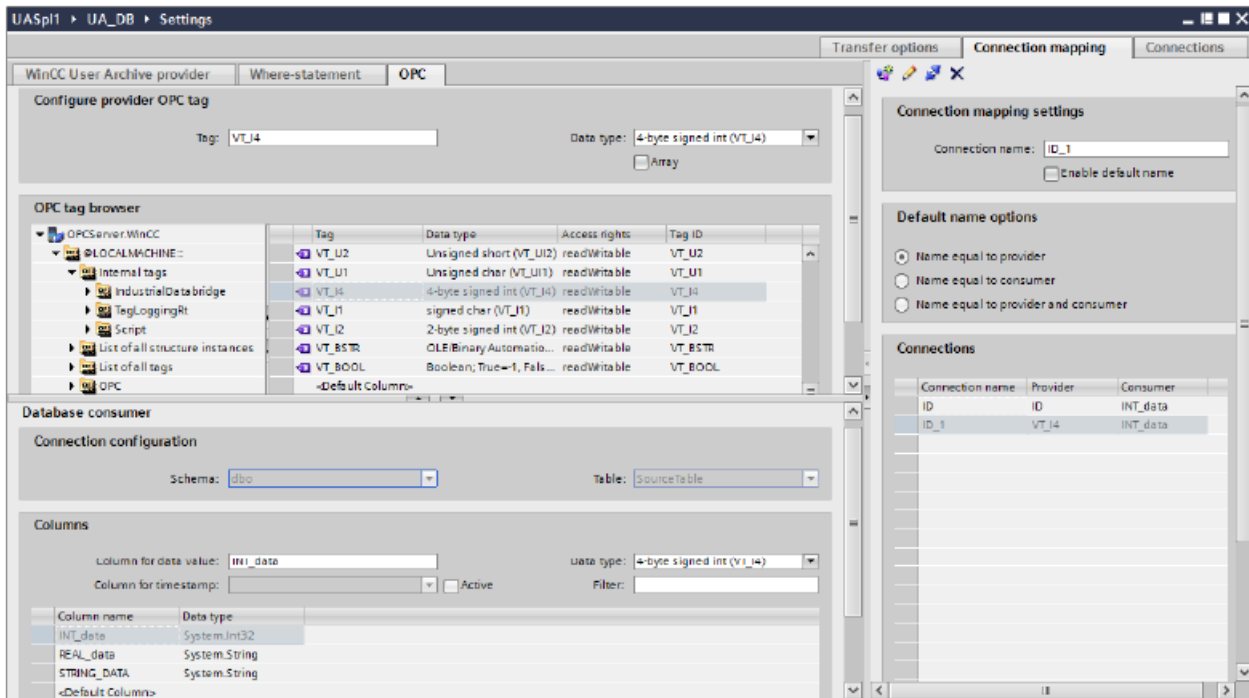 UASpl1 ▸ UA_DB ▸ Settings
Transfer options Connection mapping Connections
WinCC User Archive provider Where-statement OPC
Configure provider OPC tag
Tag: VT_I4 Data type: 4-byte signed int (VT_I4)
Array
OPC tag browser
OPCServer.WinCC
@LOCALMACHINE::
Internal tags
IndustrialDatabridge
TagLoggingRt
Script
List of all structure instances
List of all tags
OPC
Tag Data type Access rights Tag ID
VT_U2 Unsigned short (VT_UI2) readWritable VT_U2
VT_U1 Unsigned char (VT_UI1) readWritable VT_U1
VT_I4 4-byte signed int (VT_I4) readWritable VT_I4
VT_I1 signed char (VT_I1) readWritable VT_I1
VT_I2 2-byte signed int (VT_I2) readWritable VT_I2
VT_BSTR OLE/Binary Automatio... readWritable VT_BSTR
VT_BOOL Boolean; True=-1, Fals... readWritable VT_BOOL
<Default Column>
Database consumer
Connection configuration
Schema: dbo Table: SourceTable
Columns
Column for data value: INT_data Data type: 4-byte signed int (VT_I4)
Column for timestamp: Active Filter:
Column name Data type
INT_data System.Int32
REAL_data System.String
STRING_DATA System.String
<Default Column>
Connection mapping settings
Connection name: ID_1
Enable default name
Default name options
Name equal to provider
Name equal to consumer
Name equal to provider and consumer
Connections
Connection name Provider Consumer
ID ID INT_data
ID_1 VT_I4 INT_data